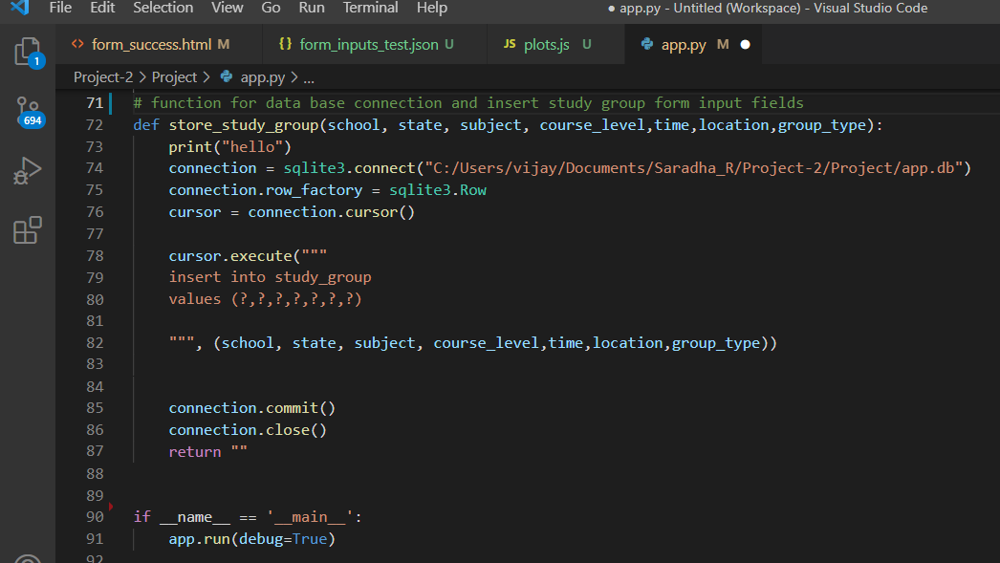 File Edit Selection View Go Run Terminal Help ● app.py - Untitled (Workspace) - Visual Studio Code
<> form_success.html M {} form_inputs_test.json U JS plots.js U app.py M ●
1
Project-2 > Project > app.py > ...
694
71 # function for data base connection and insert study group form input fields
72 def store_study_group(school, state, subject, course_level,time,location,group_type):
73 print("hello")
74 connection = sqlite3.connect("C:/Users/vijay/Documents/Saradha_R/Project-2/Project/app.db")
75 connection.row_factory = sqlite3.Row
76 cursor = connection.cursor()
77
78 cursor.execute("""
79 insert into study_group
80 values (?,?,?,?,?,?,?)
81
82 """, (school, state, subject, course_level,time,location,group_type))
83
84
85 connection.commit()
86 connection.close()
87 return ""
88
89
90 if __name__ == '__main__':
91 app.run(debug=True)
92